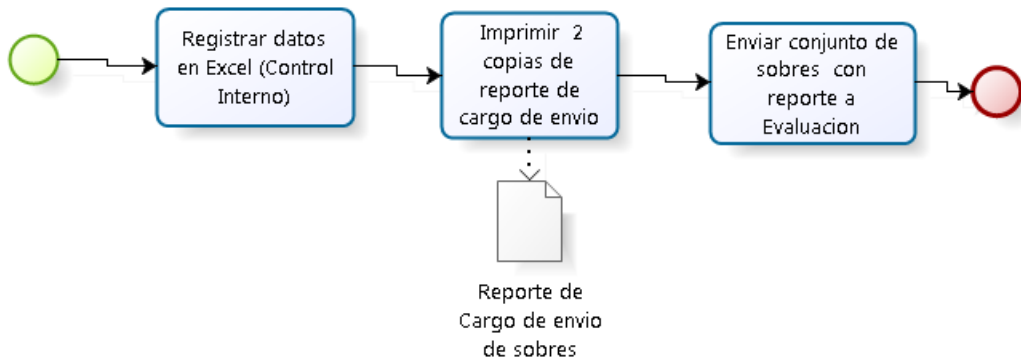 Registrar datos
en Excel (Control
Interno)
Imprimir 2
copias de
reporte de
cargo de envio
Enviar conjunto de
sobres con
reporte a
Evaluacion
Reporte de
Cargo de envio
de sobres